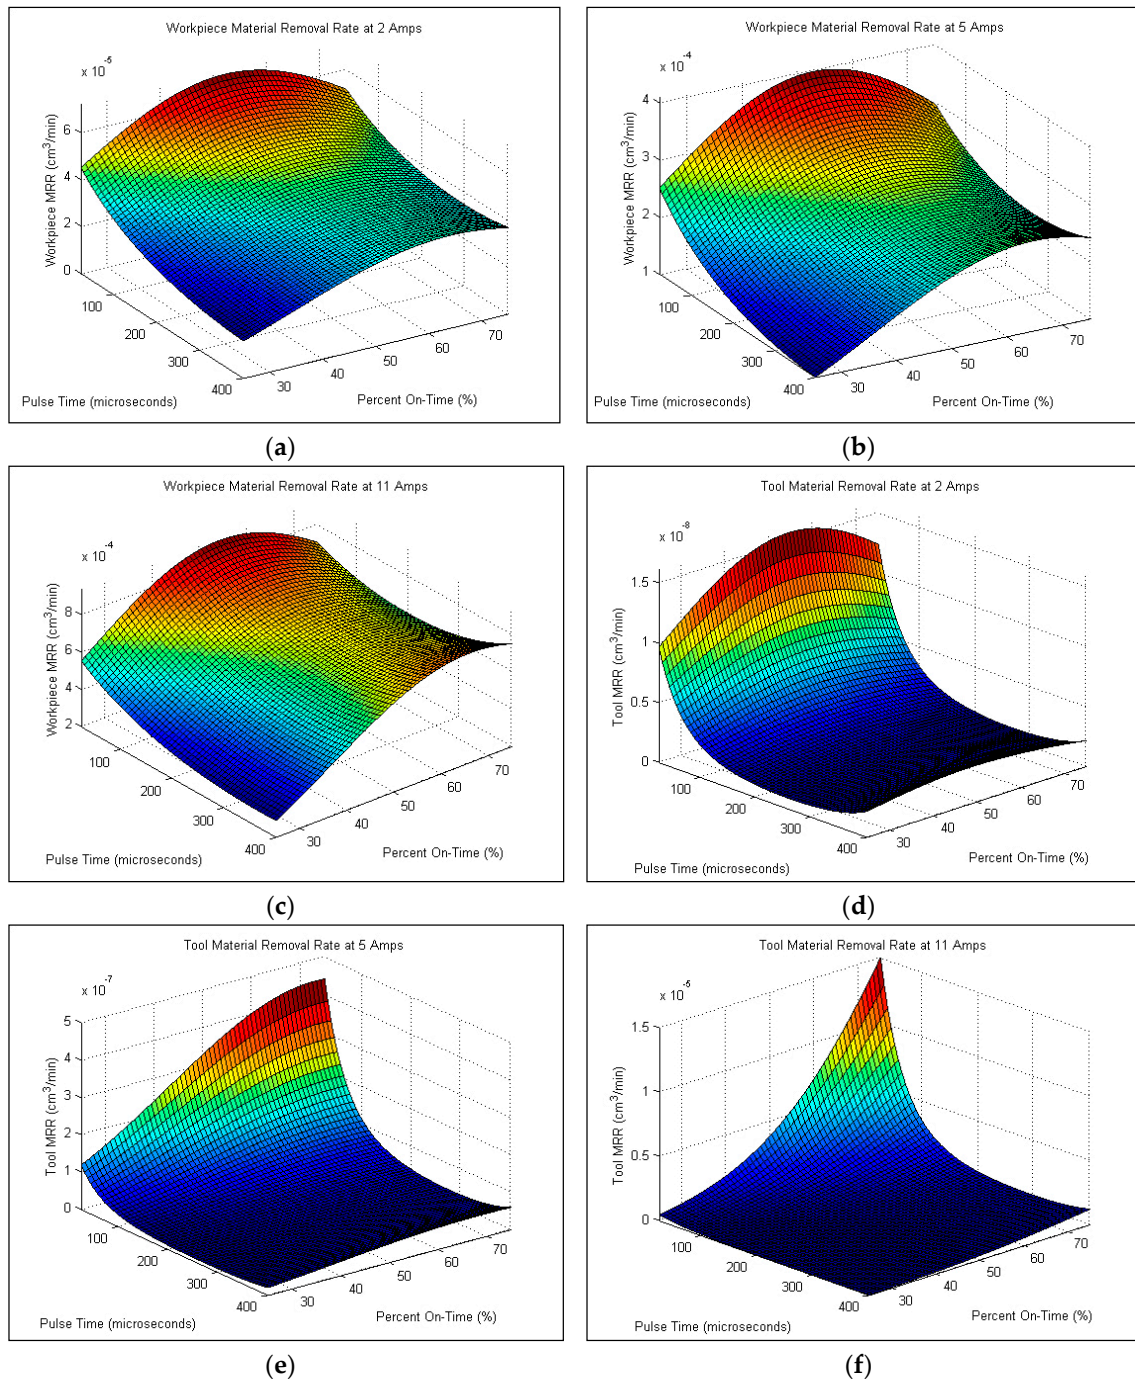 Workpiece Material Removal Rate at 2 Amps
x 10-5
Workpiece MRR (cm3/min)
6
4
2
0
100
200
300
400
30
40
50
60
70
Pulse Time (microseconds)
Percent On-Time (%)
(a)
Workpiece Material Removal Rate at 5 Amps
x 10-4
Workpiece MRR (cm3/min)
4
3
2
1
100
200
300
400
30
40
50
60
70
Pulse Time (microseconds)
Percent On-Time (%)
(b)
Workpiece Material Removal Rate at 11 Amps
x 10-4
Workpiece MRR (cm3/min)
8
6
4
2
100
200
300
400
30
40
50
60
70
Pulse Time (microseconds)
Percent On-Time (%)
(c)
Tool Material Removal Rate at 2 Amps
x 10-8
Tool MRR (cm3/min)
1.5
1
0.5
0
100
200
300
400
30
40
50
60
70
Pulse Time (microseconds)
Percent On-Time (%)
(d)
Tool Material Removal Rate at 5 Amps
x 10-7
Tool MRR (cm3/min)
5
4
3
2
1
0
100
200
300
400
30
40
50
60
70
Pulse Time (microseconds)
Percent On-Time (%)
(e)
Tool Material Removal Rate at 11 Amps
x 10-5
Tool MRR (cm3/min)
1.5
1
0.5
0
100
200
300
400
30
40
50
60
70
Pulse Time (microseconds)
Percent On-Time (%)
(f)